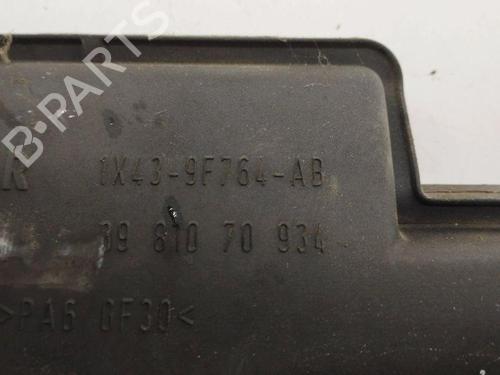 R 1X43-9F764-AB
39 810 70 934
>PA6 GF30<
B-PARTS